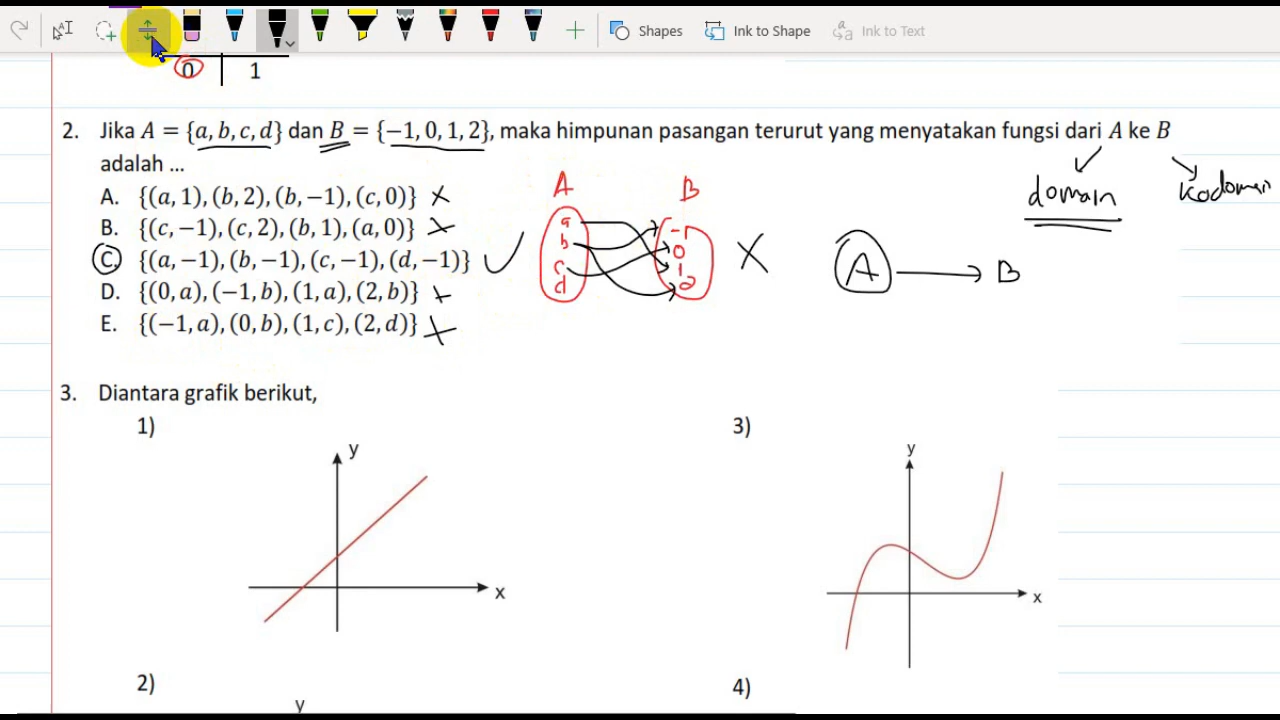 Shapes Ink to Shape Ink to Text
0 1
2. Jika A = {a, b, c, d} dan B = {−1, 0, 1, 2}, maka himpunan pasangan terurut yang menyatakan fungsi dari A ke B
adalah ...
A. {(a, 1), (b, 2), (b, −1), (c, 0)}
B. {(c, −1), (c, 2), (b, 1), (a, 0)}
C {(a, −1), (b, −1), (c, −1), (d, −1)}
D. {(0, a), (−1, b), (1, a), (2, b)}
E. {(−1, a), (0, b), (1, c), (2, d)}
A B
a -1
b 0
c 1
d 2
domain kodomain
A B
3. Diantara grafik berikut,
1) 3)
y y
x x
2) 4)
y